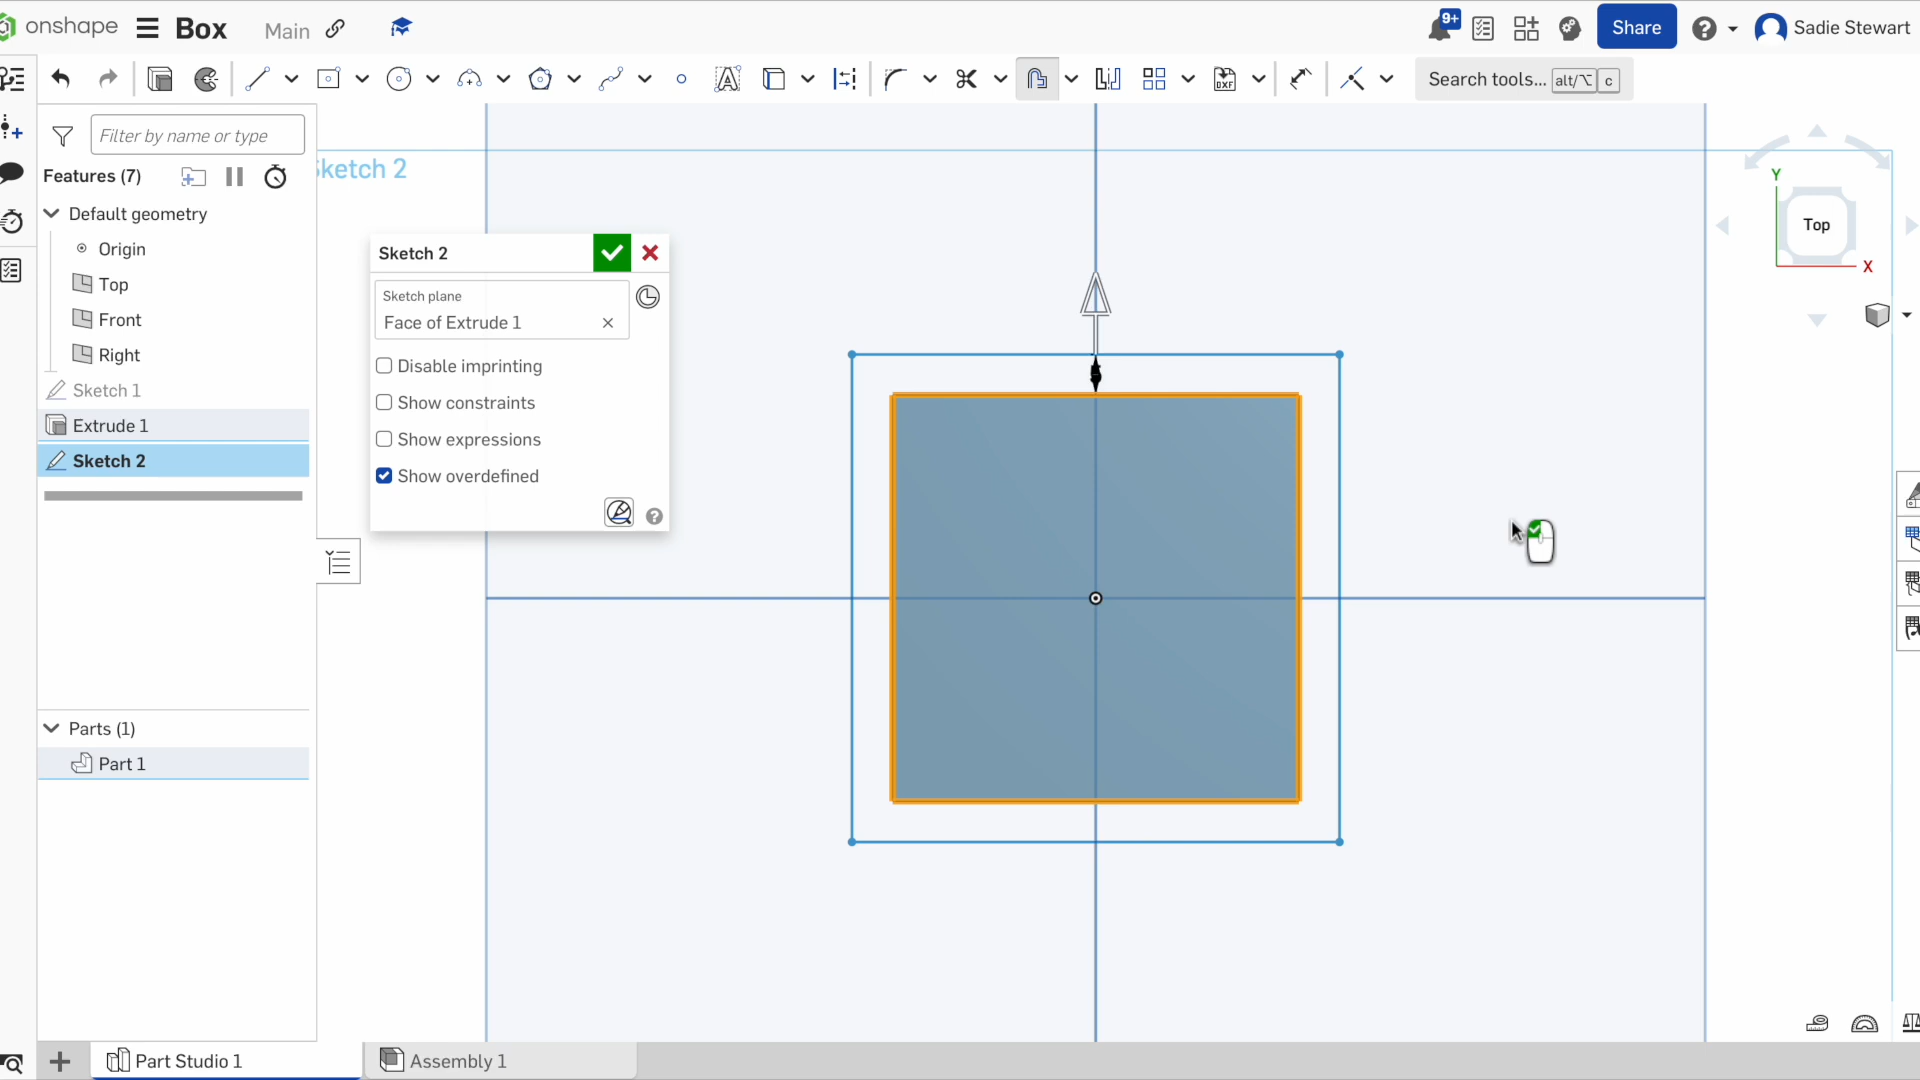 onshape
Box
Main
9+
Share
Sadie Stewart
DXF
Search tools... alt/⌥ c
Filter by name or type
Features (7)
Default geometry
Origin
Top
Front
Right
Sketch 1
Extrude 1
Sketch 2
Parts (1)
Part 1
Sketch 2
Sketch 2
Sketch plane
Face of Extrude 1
Disable imprinting
Show constraints
Show expressions
Show overdefined
Y
Top
X
Part Studio 1
Assembly 1